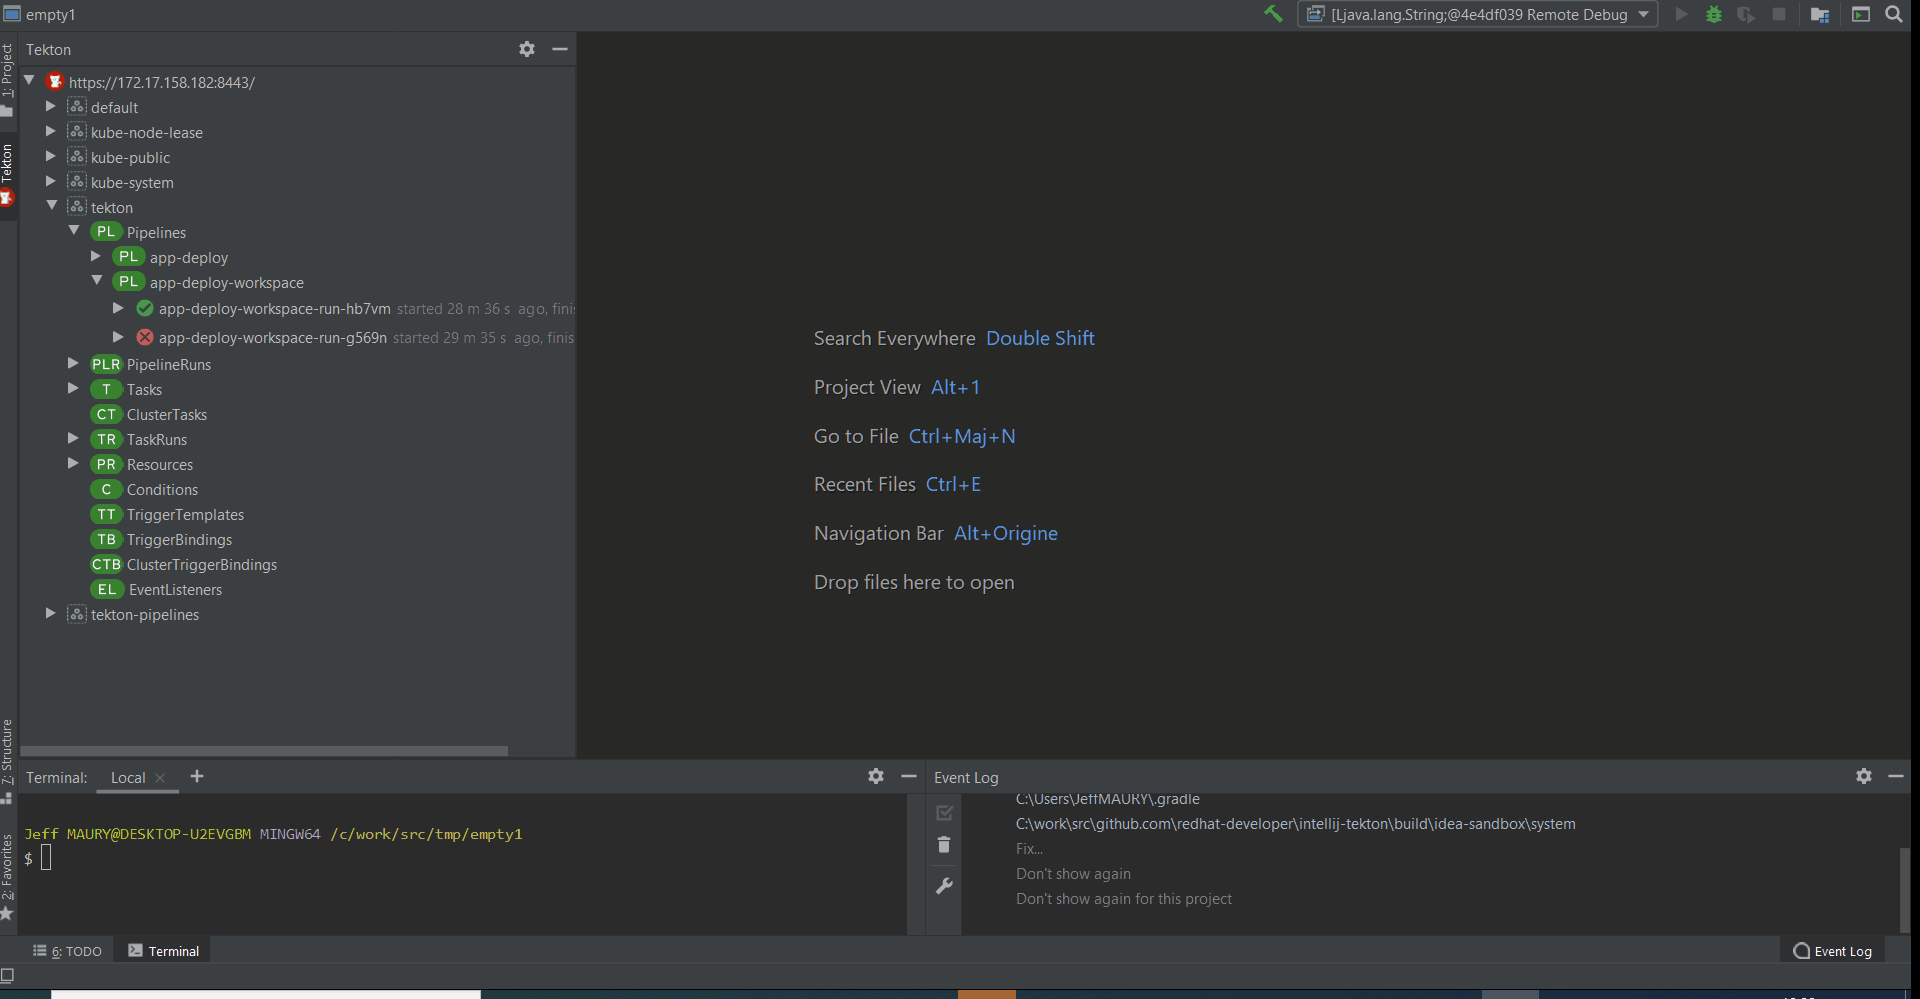 empty1
[Ljava.lang.String;@4e4df039 Remote Debug
1: Project
Tekton
7: Structure
2: Favorites
Tekton
https://172.17.158.182:8443/
default
kube-node-lease
kube-public
kube-system
tekton
PL Pipelines
PL app-deploy
PL app-deploy-workspace
app-deploy-workspace-run-hb7vm started 28 m 36 s ago, finis
app-deploy-workspace-run-g569n started 29 m 35 s ago, finis
PLR PipelineRuns
T Tasks
CT ClusterTasks
TR TaskRuns
PR Resources
C Conditions
TT TriggerTemplates
TB TriggerBindings
CTB ClusterTriggerBindings
EL EventListeners
tekton-pipelines
Search Everywhere Double Shift
Project View Alt+1
Go to File Ctrl+Maj+N
Recent Files Ctrl+E
Navigation Bar Alt+Origine
Drop files here to open
Terminal: Local
Jeff MAURY@DESKTOP-U2EVGBM MINGW64 /c/work/src/tmp/empty1
$
Event Log
C:\Users\JeffMAURY\.gradle
C:\work\src\github.com\redhat-developer\intellij-tekton\build\idea-sandbox\system
Fix...
Don't show again
Don't show again for this project
6: TODO
Terminal
Event Log